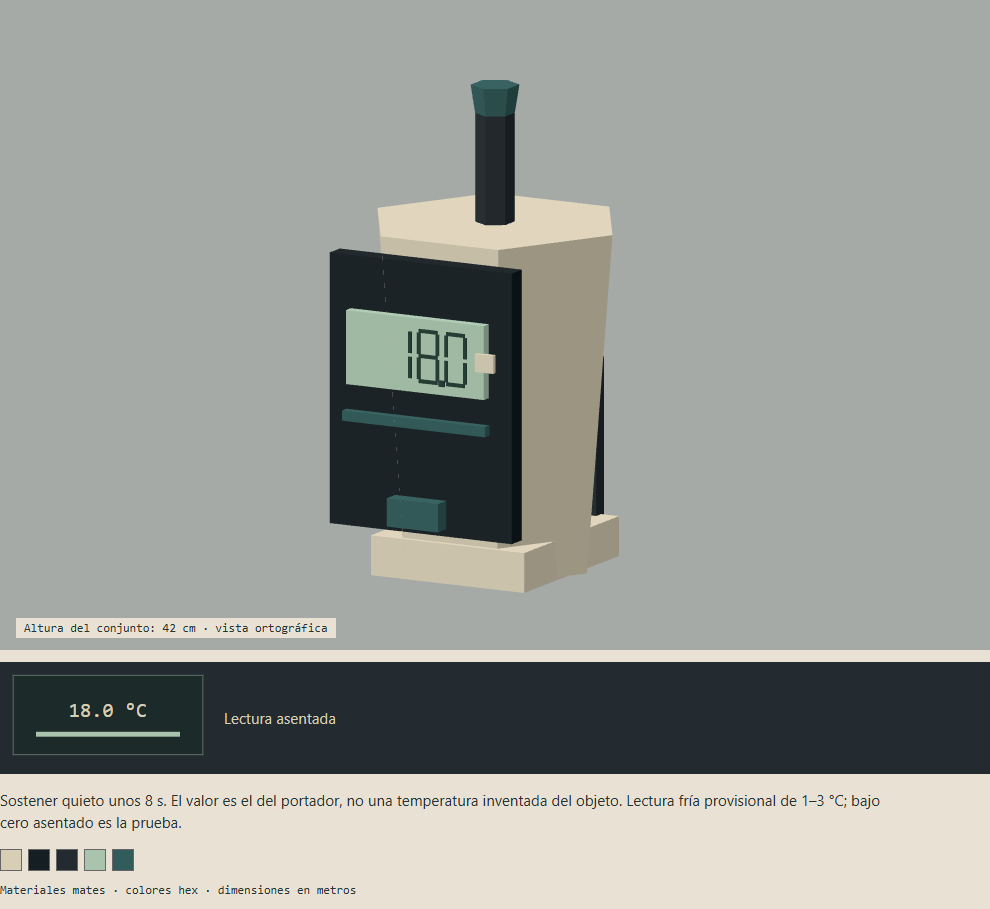 18.0
Altura del conjunto: 42 cm · vista ortográfica
18.0 °C
Lectura asentada
Sostener quieto unos 8 s. El valor es el del portador, no una temperatura inventada del objeto. Lectura fría provisional de 1–3 °C; bajo
cero asentado es la prueba.
Materiales mates · colores hex · dimensiones en metros